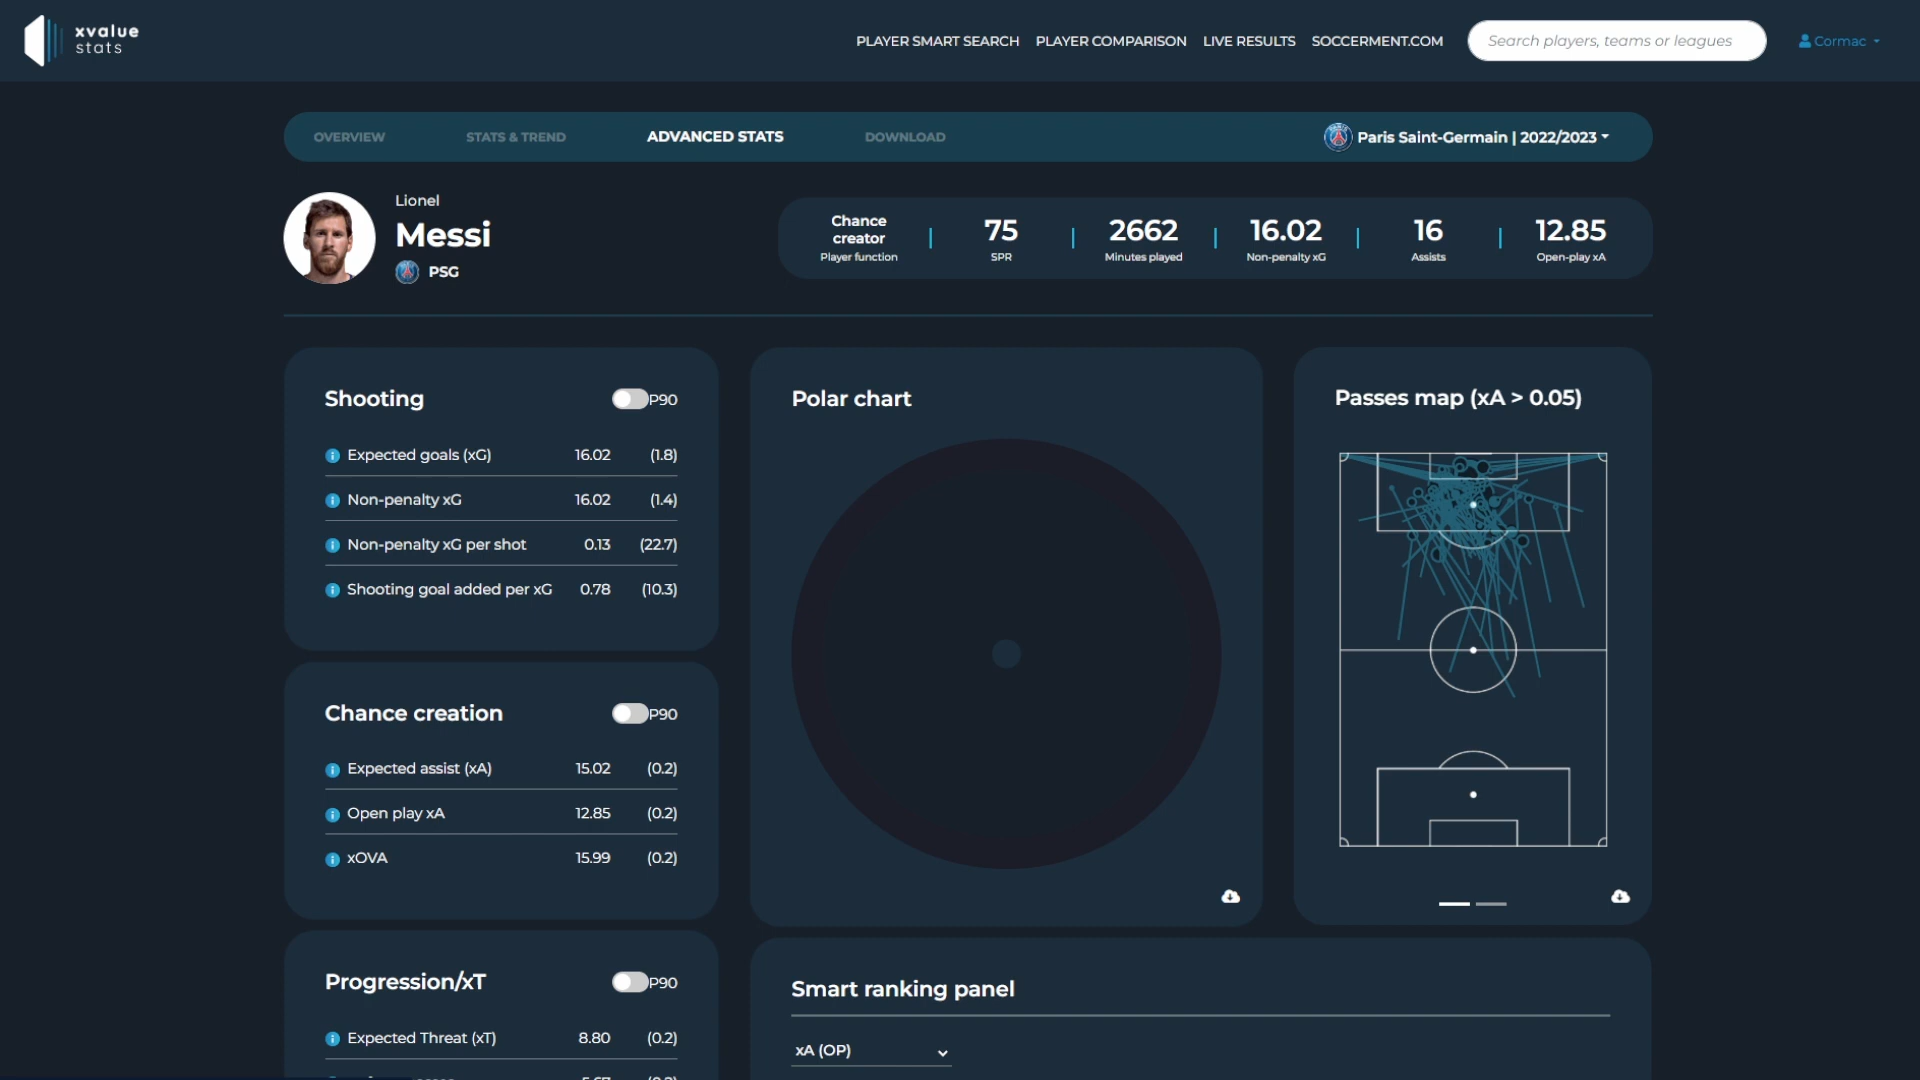 xvalue
stats
PLAYER SMART SEARCH PLAYER COMPARISON LIVE RESULTS SOCCERMENT.COM
Search players, teams or leagues
Cormac
OVERVIEW STATS & TREND ADVANCED STATS DOWNLOAD
Paris Saint-Germain | 2022/2023
Lionel
Messi
PSG
Chance
creator
Player function
75
SPR
2662
Minutes played
16.02
Non-penalty xG
16
Assists
12.85
Open-play xA
Shooting P90
Expected goals (xG) 16.02 (1.8)
Non-penalty xG 16.02 (1.4)
Non-penalty xG per shot 0.13 (22.7)
Shooting goal added per xG 0.78 (10.3)
Chance creation P90
Expected assist (xA) 15.02 (0.2)
Open play xA 12.85 (0.2)
xOVA 15.99 (0.2)
Progression/xT P90
Expected Threat (xT) 8.80 (0.2)
Polar chart
Passes map (xA > 0.05)
Smart ranking panel
xA (OP)